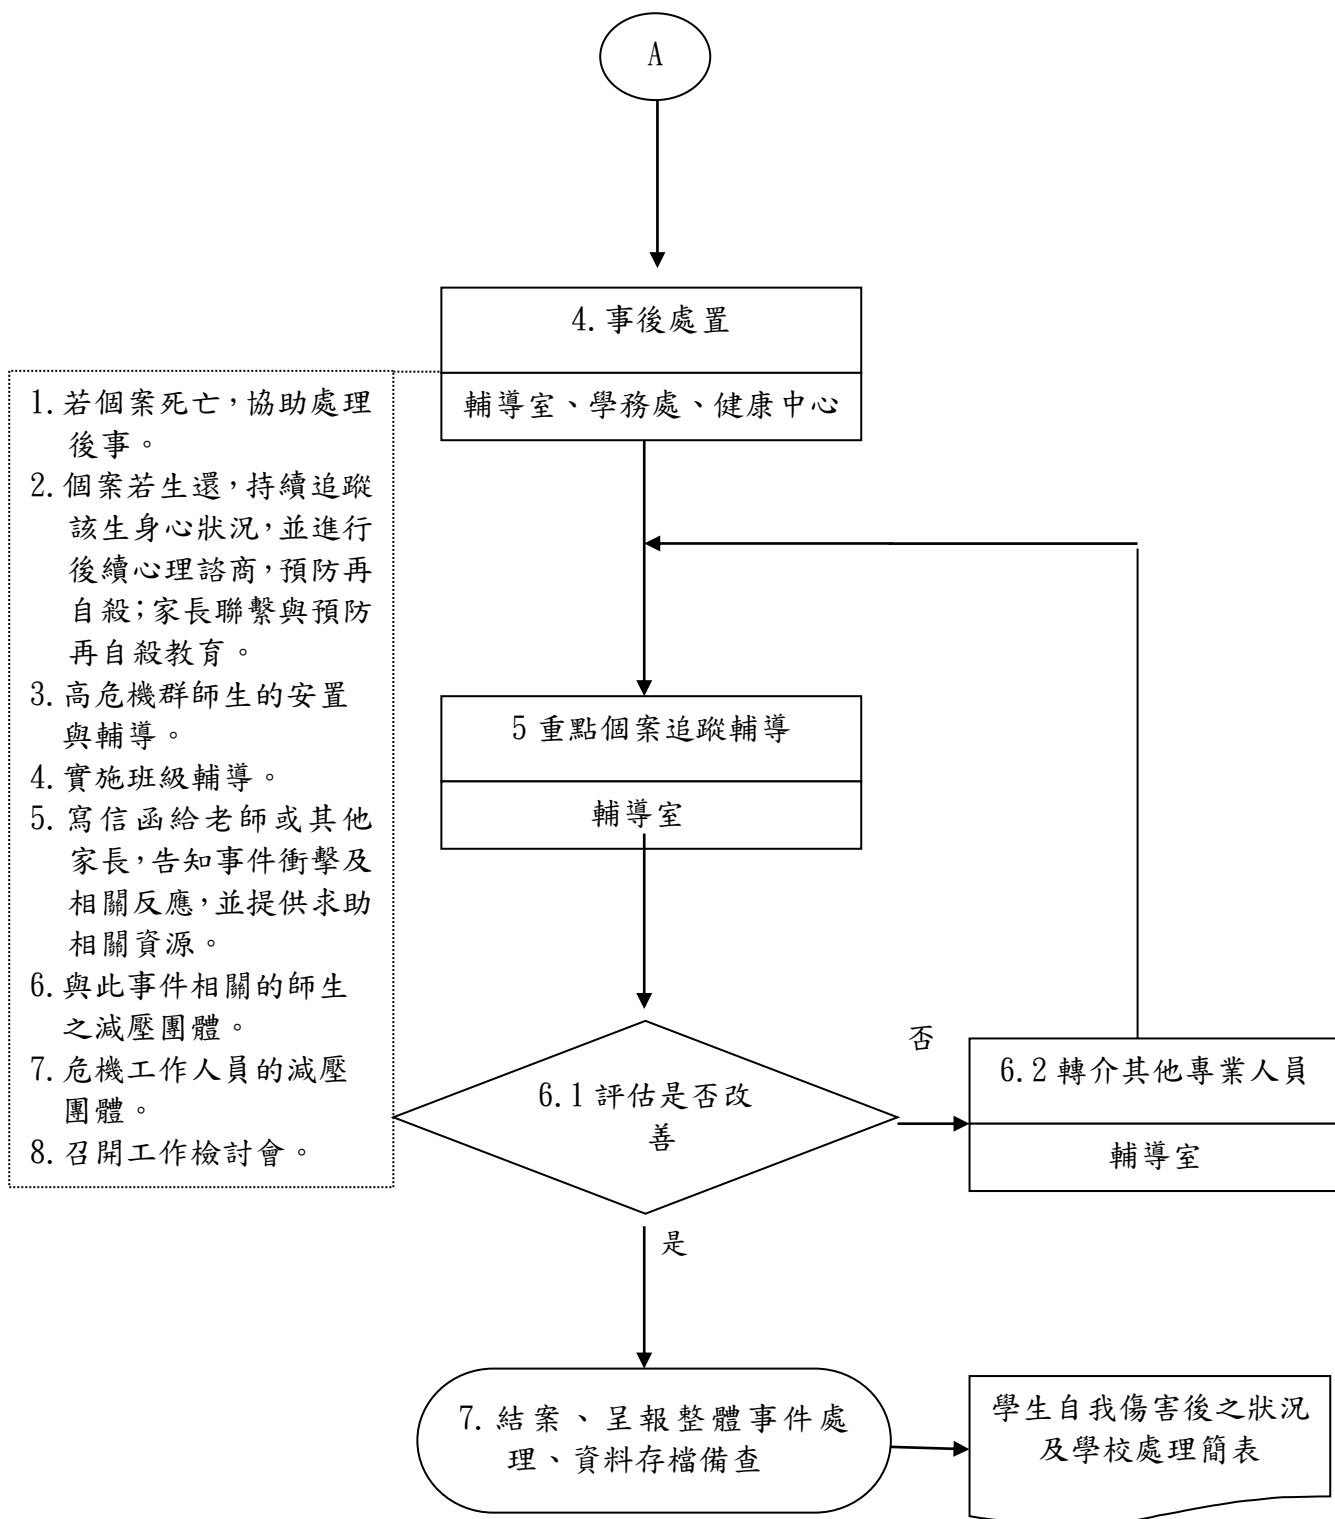 A
4.事後處置
輔導室、學務處、健康中心
1.若個案死亡，協助處理
後事。
2.個案若生還，持續追蹤
該生身心狀況，並進行
後續心理諮商，預防再
自殺；家長聯繫與預防
再自殺教育。
3.高危機群師生的安置
與輔導。
4.實施班級輔導。
5.寫信函給老師或其他
家長，告知事件衝擊及
相關反應，並提供求助
相關資源。
6.與此事件相關的師生
之減壓團體。
7.危機工作人員的減壓
團體。
8.召開工作檢討會。
5 重點個案追蹤輔導
輔導室
6.1 評估是否改
善
否
6.2 轉介其他專業人員
輔導室
是
7.結案、呈報整體事件處
理、資料存檔備查
學生自我傷害後之狀況
及學校處理簡表